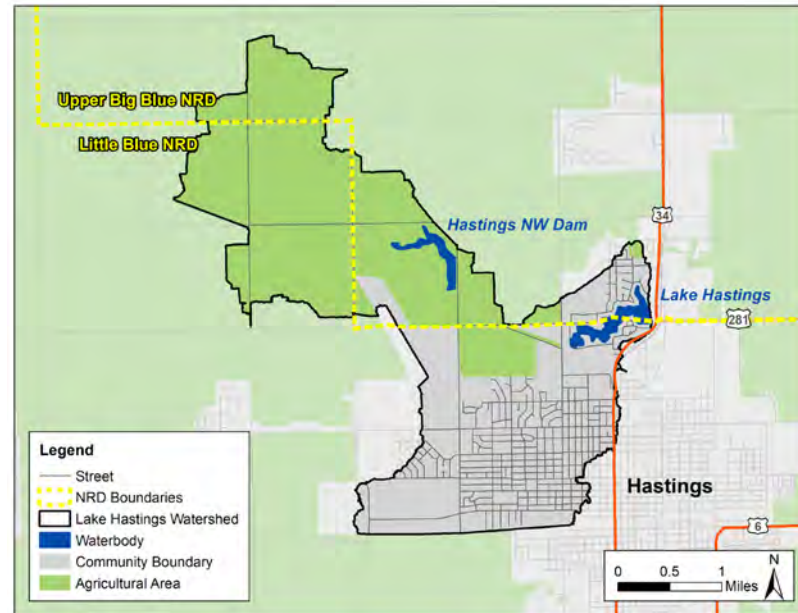 Upper Big Blue NRD
Little Blue NRD
Hastings NW Dam
34
Lake Hastings
281
Hastings
6
Legend
Street
NRD Boundaries
Lake Hastings Watershed
Waterbody
Community Boundary
Agricultural Area
N
0 0.5 1
Miles